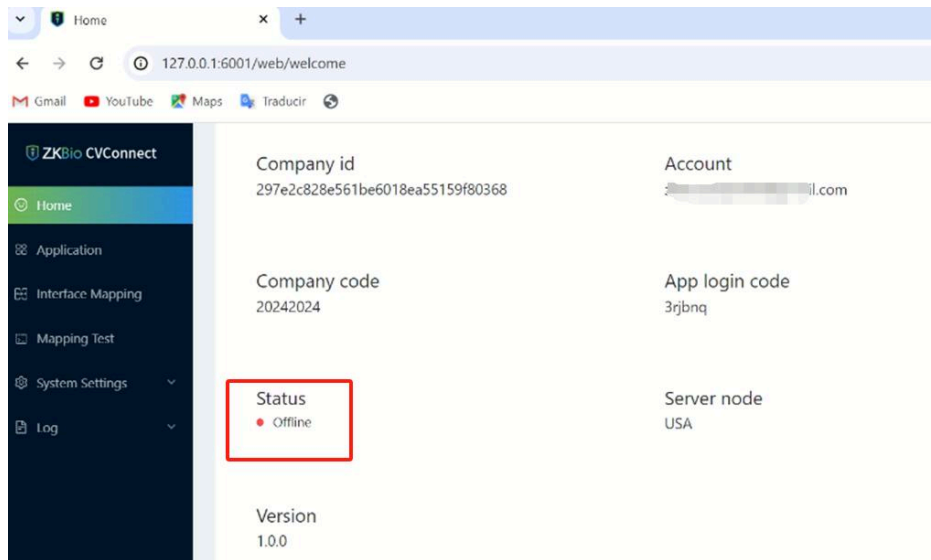 Home
127.0.0.1:6001/web/welcome
Gmail YouTube Maps Traducir
ZKBio CVConnect
Home
Application
Interface Mapping
Mapping Test
System Settings
Log
Company id
297e2c828e561be6018ea55159f80368
Account
il.com
Company code
20242024
App login code
3rjbnq
Status
Offline
Server node
USA
Version
1.0.0